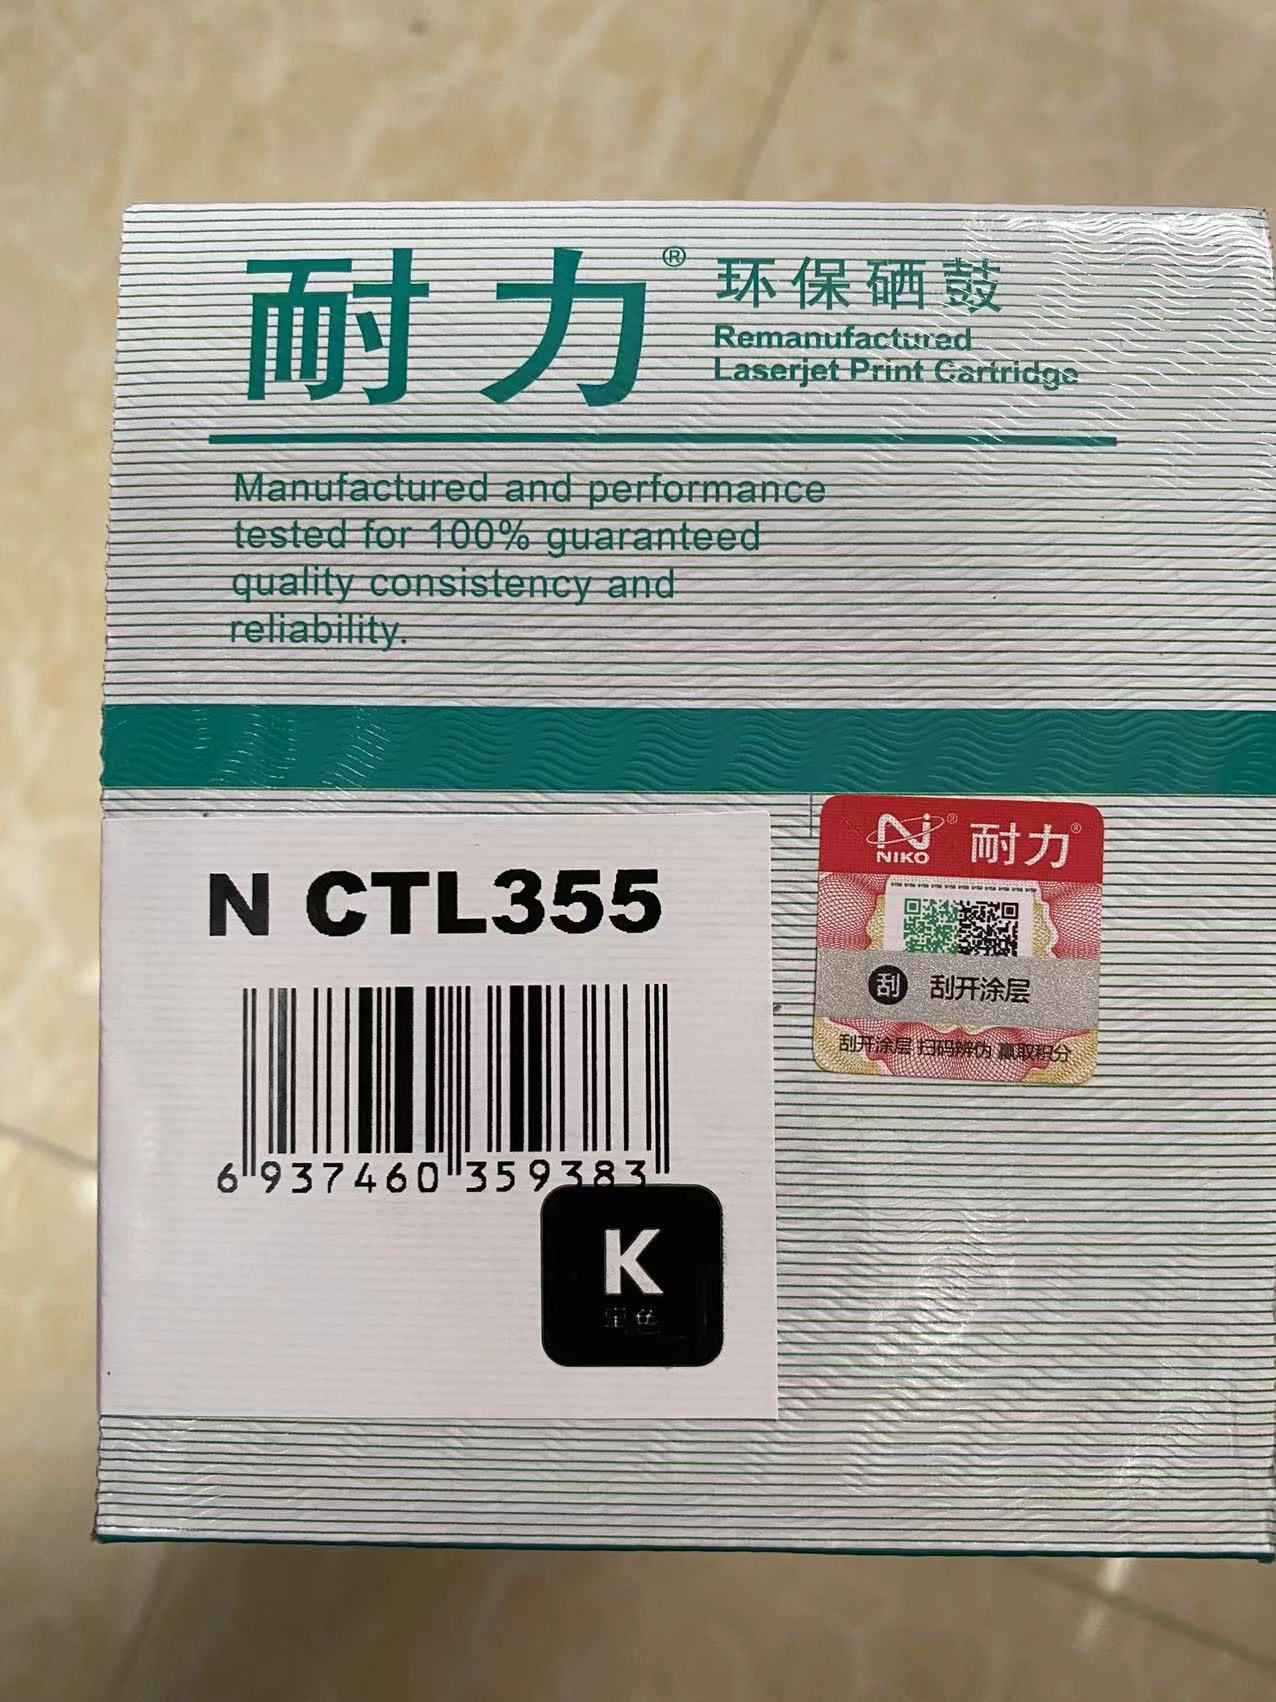 耐力® 环保硒鼓
Remanufactured
Laserjet Print Cartridge
Manufactured and performance
tested for 100% guaranteed
quality consistency and
reliability.
NIKO® 耐力®
刮 刮开涂层
刮开涂层 扫码辨伪 赢取积分
N CTL355
6 937460 359383
K
黑色